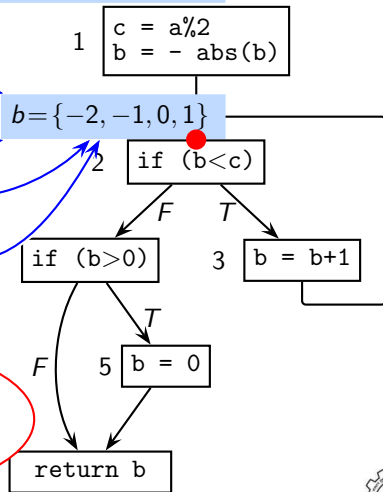 1
c = a%2
b = - abs(b)
b={−2, −1, 0, 1}
2
if (b<c)
F
T
if (b>0)
3
b = b+1
T
F
5
b = 0
return b